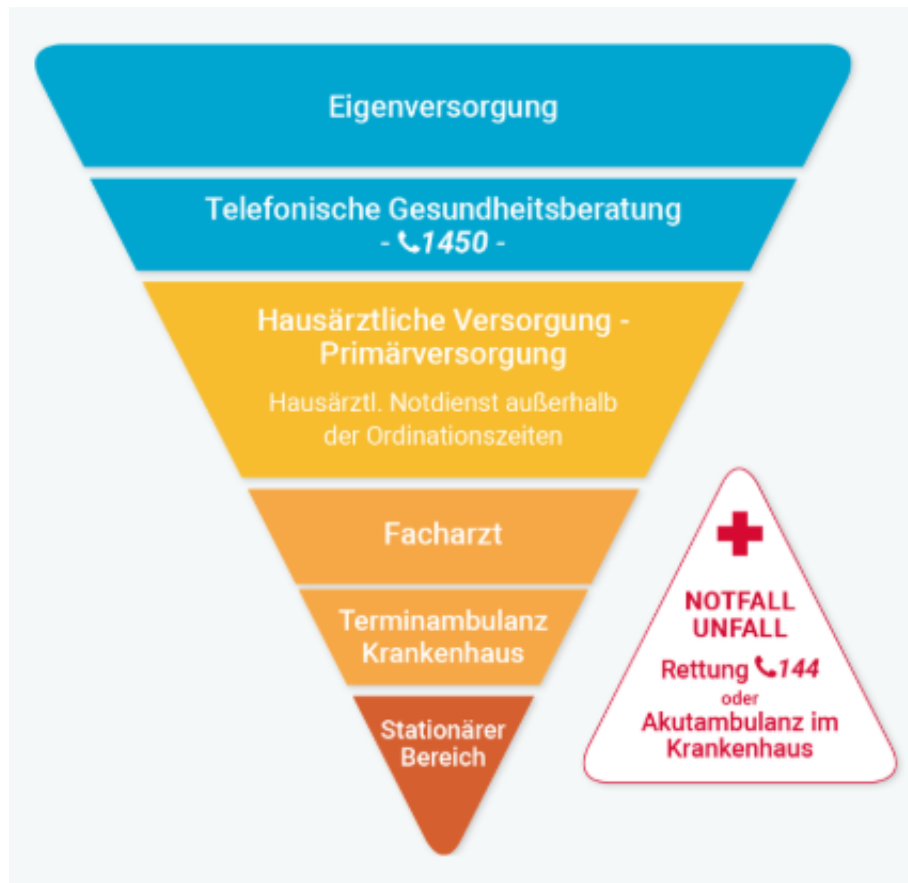 Eigenversorgung
Telefonische Gesundheitsberatung
- 1450 -
Hausärztliche Versorgung -
Primärversorgung
Hausärztl. Notdienst außerhalb
der Ordinationszeiten
Facharzt
Terminambulanz
Krankenhaus
Stationärer
Bereich
NOTFALL
UNFALL
Rettung 144
oder
Akutambulanz im
Krankenhaus